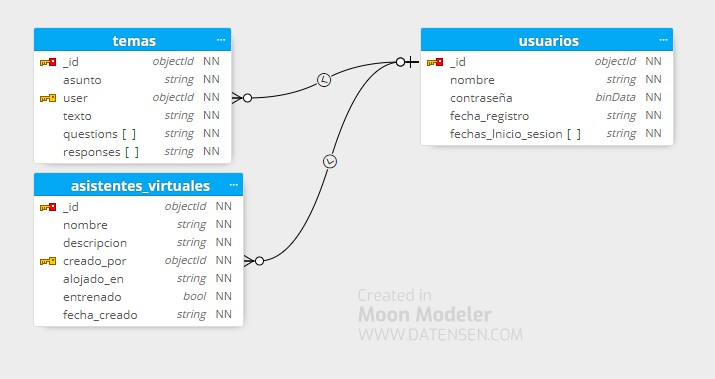 temas ...
_id objectId NN
asunto string NN
user objectId NN
texto string NN
questions [ ] string NN
responses [ ] string NN
usuarios ...
_id objectId NN
nombre string NN
contraseña binData NN
fecha_registro string NN
fechas_Inicio_sesion [ ] string NN
asistentes_virtuales ...
_id objectId NN
nombre string NN
descripcion string NN
creado_por objectId NN
alojado_en string NN
entrenado bool NN
fecha_creado string NN
L
L
Created in
Moon Modeler
WWW.DATENSEN.COM